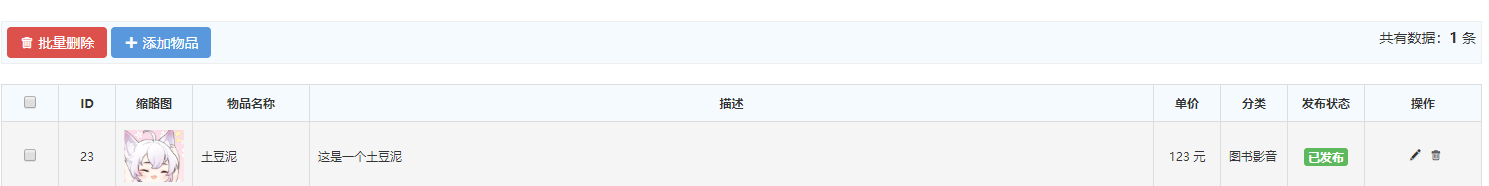 批量删除 添加物品 共有数据：1 条
ID 缩略图 物品名称 描述 单价 分类 发布状态 操作
23 土豆泥 这是一个土豆泥 123 元 图书影音 已发布